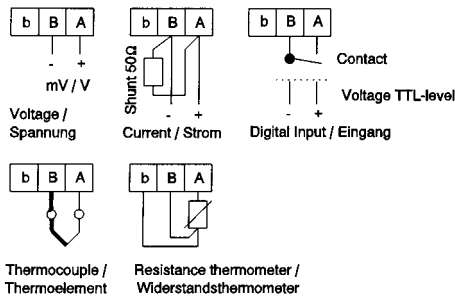 b B A
- +
mV / V
Voltage /
Spannung
b B A
Shunt 50Ω
- +
Current / Strom
b B A
Contact
Voltage TTL-level
- +
Digital Input / Eingang
b B A
Thermocouple /
Thermoelement
b B A
Resistance thermometer /
Widerstandsthermometer